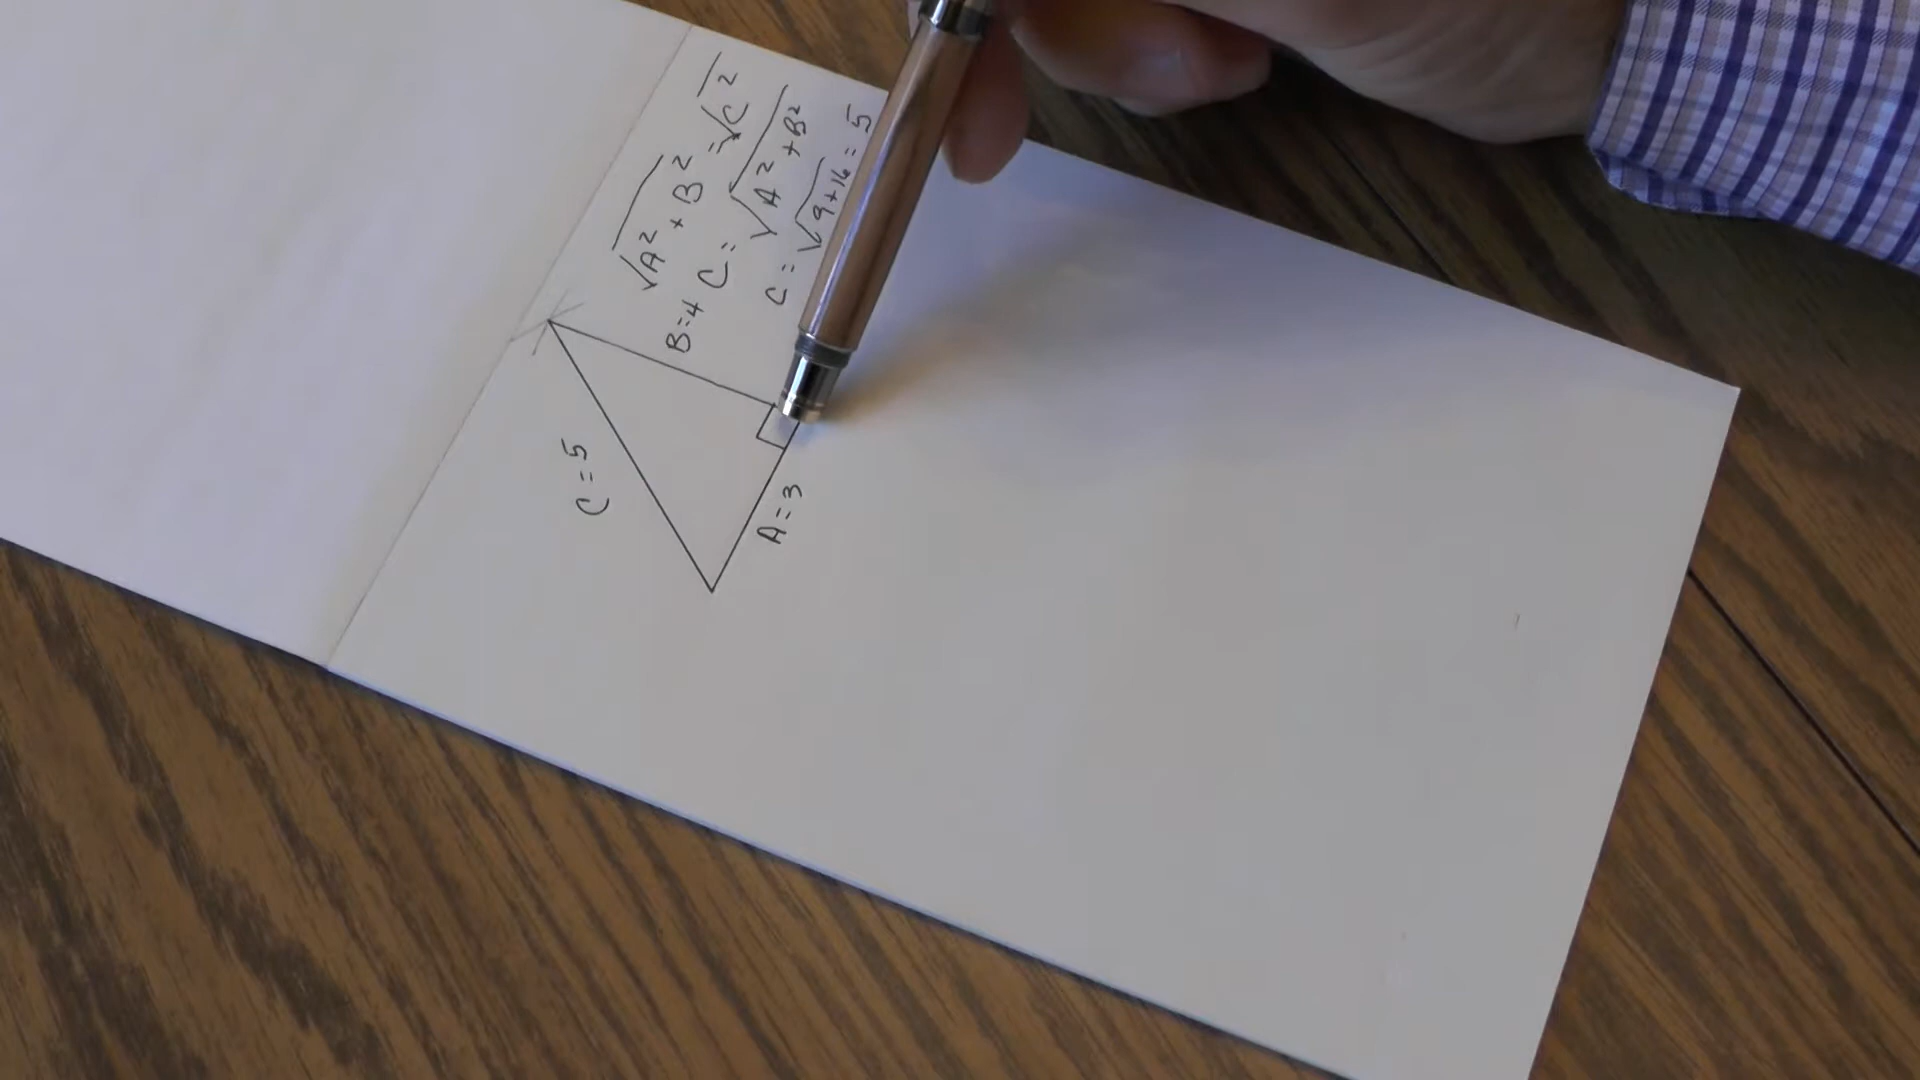 √A² + B² = √C²
C = √A² + B²
C = √9+16 = 5
B=4
C = 5
A = 3